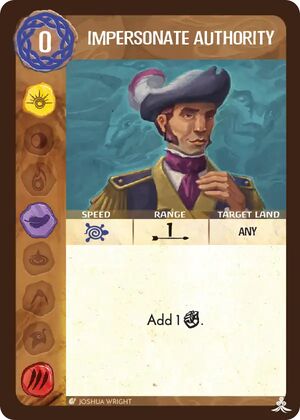 0
IMPERSONATE AUTHORITY
SPEED RANGE TARGET LAND
1 ANY
Add 1 .
JOSHUA WRIGHT